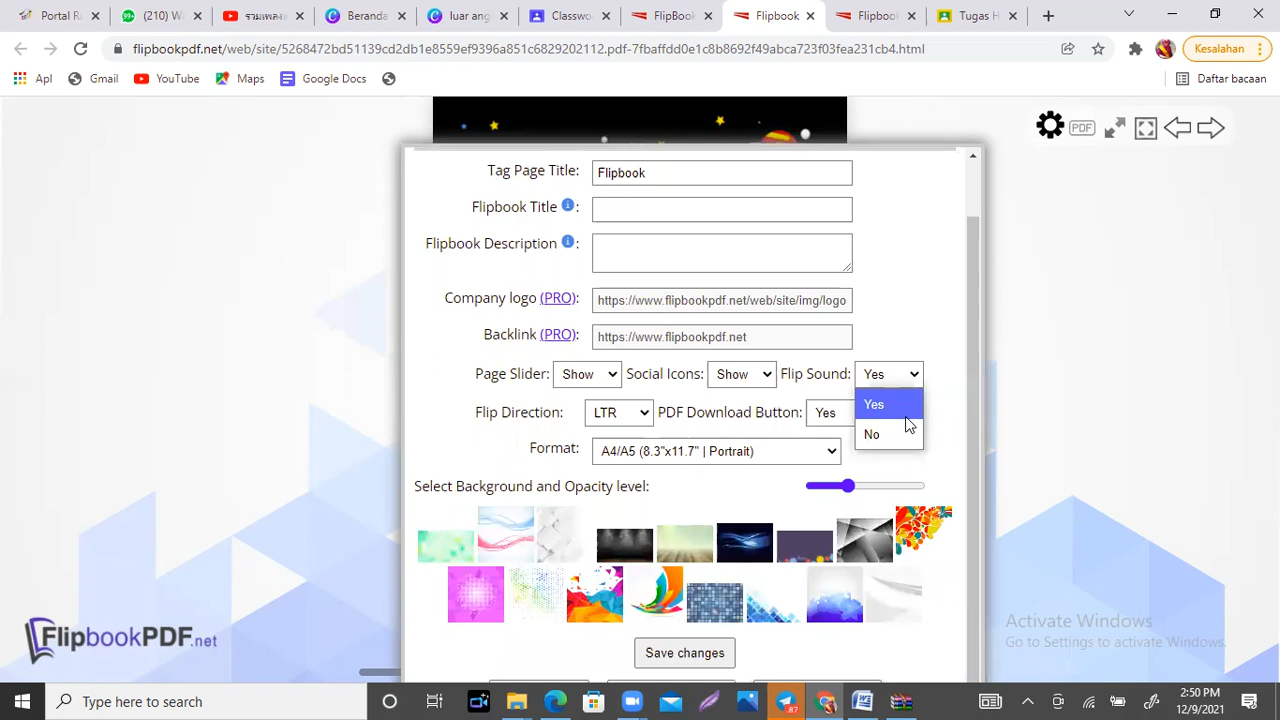 Portal R
(210) Wa
Beranda
luar ang
Classwo
FlipBook
Flipbook
Flipbook
Tugas H
flipbookpdf.net/web/site/5268472bd51139cd2b1e8559ef9396a851c6829202112.pdf-7fbaffdd0e1c8b8692f49abca723f03fea231cb4.html
Kesalahan
Apl Gmail YouTube Maps Google Docs Daftar bacaan
PDF
Tag Page Title: Flipbook
Flipbook Title :
Flipbook Description :
Company logo (PRO): https://www.flipbookpdf.net/web/site/img/logo
Backlink (PRO): https://www.flipbookpdf.net
Page Slider: Show Social Icons: Show Flip Sound: Yes
Yes
Flip Direction: LTR PDF Download Button: Yes
No
Format: A4/A5 (8.3"x11.7" | Portrait)
Select Background and Opacity level:
Save changes
FlipbookPDF.net
Activate Windows
Go to Settings to activate Windows.
Type here to search
87
2:50 PM
12/9/2021